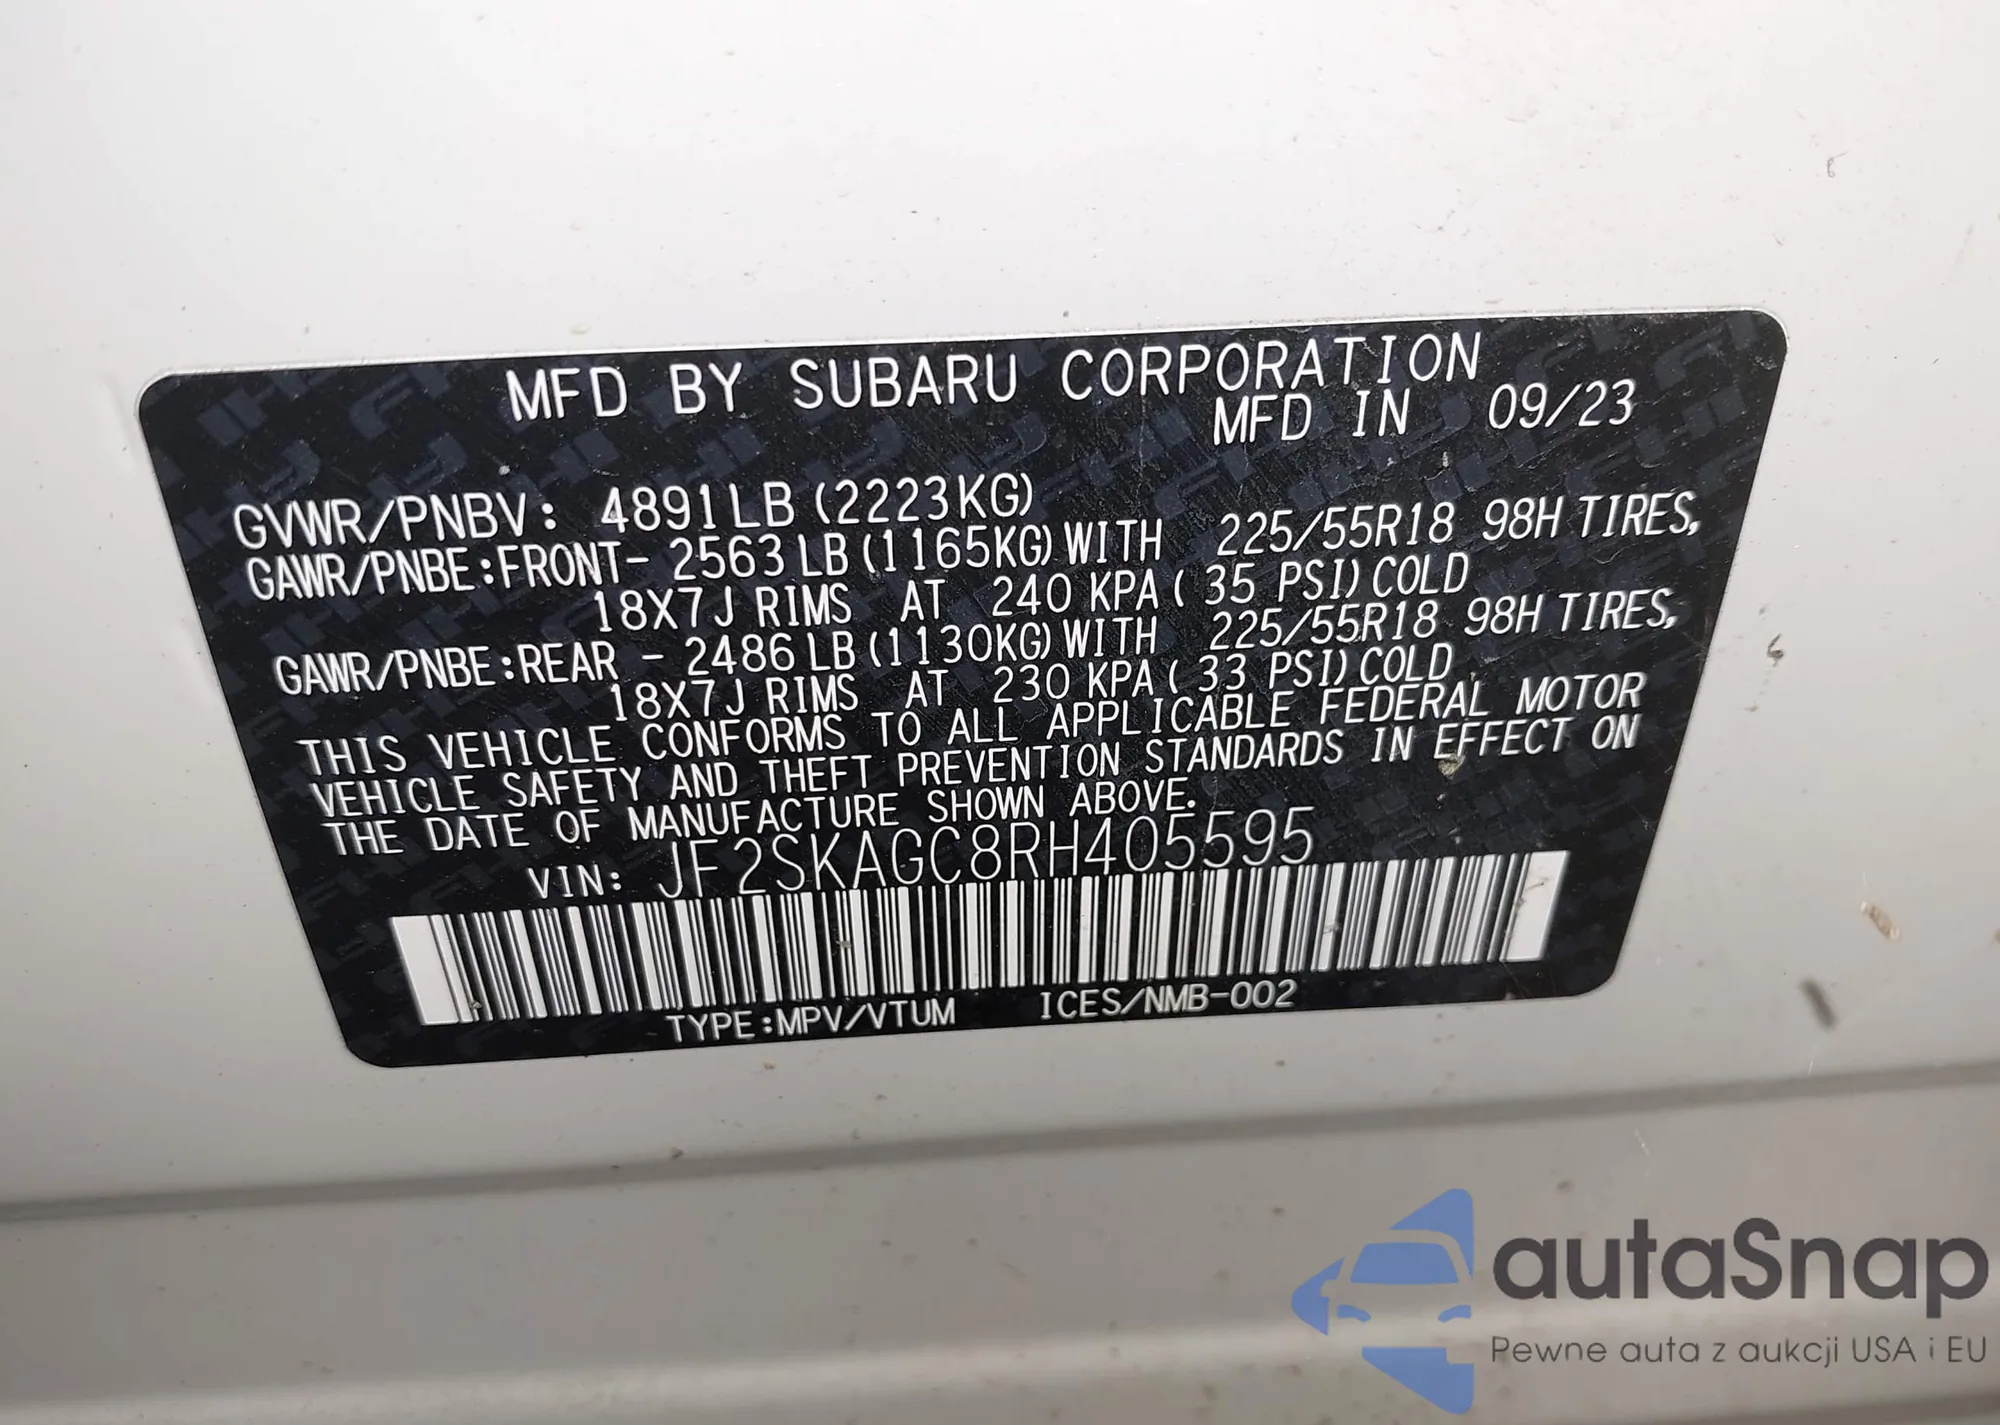 MFD BY SUBARU CORPORATION
MFD IN 09/23
GVWR/PNBV: 4891LB (2223KG)
GAWR/PNBE:FRONT- 2563LB(1165KG)WITH 225/55R18 98H TIRES,
18X7J RIMS AT 240 KPA( 35 PSI)COLD
GAWR/PNBE:REAR - 2486LB(1130KG)WITH 225/55R18 98H TIRES,
18X7J RIMS AT 230 KPA( 33 PSI)COLD
THIS VEHICLE CONFORMS TO ALL APPLICABLE FEDERAL MOTOR
VEHICLE SAFETY AND THEFT PREVENTION STANDARDS IN EFFECT ON
THE DATE OF MANUFACTURE SHOWN ABOVE.
VIN: JF2SKAGC8RH405595
TYPE:MPV/VTUM ICES/NMB-002
autaSnap
Pewne auta z aukcji USA i EU